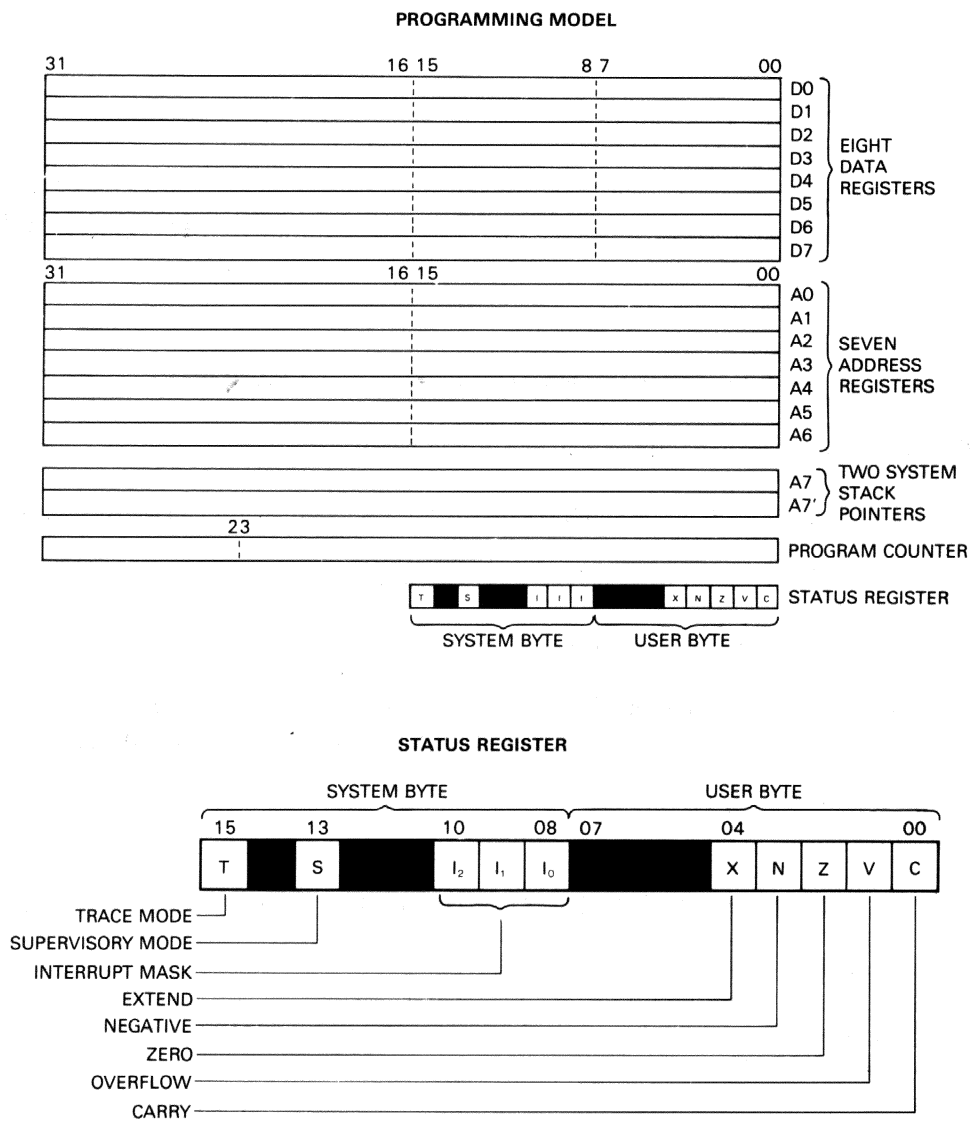 PROGRAMMING MODEL
31 16 15 8 7 00
D0
D1
D2
D3
D4
D5
D6
D7
EIGHT
DATA
REGISTERS
31 16 15 00
A0
A1
A2
A3
A4
A5
A6
SEVEN
ADDRESS
REGISTERS
A7
A7'
TWO SYSTEM
STACK
POINTERS
23
PROGRAM COUNTER
T S I I I X N Z V C STATUS REGISTER
SYSTEM BYTE USER BYTE
STATUS REGISTER
SYSTEM BYTE USER BYTE
15 13 10 08 07 04 00
T S I₂ I₁ I₀ X N Z V C
TRACE MODE
SUPERVISORY MODE
INTERRUPT MASK
EXTEND
NEGATIVE
ZERO
OVERFLOW
CARRY